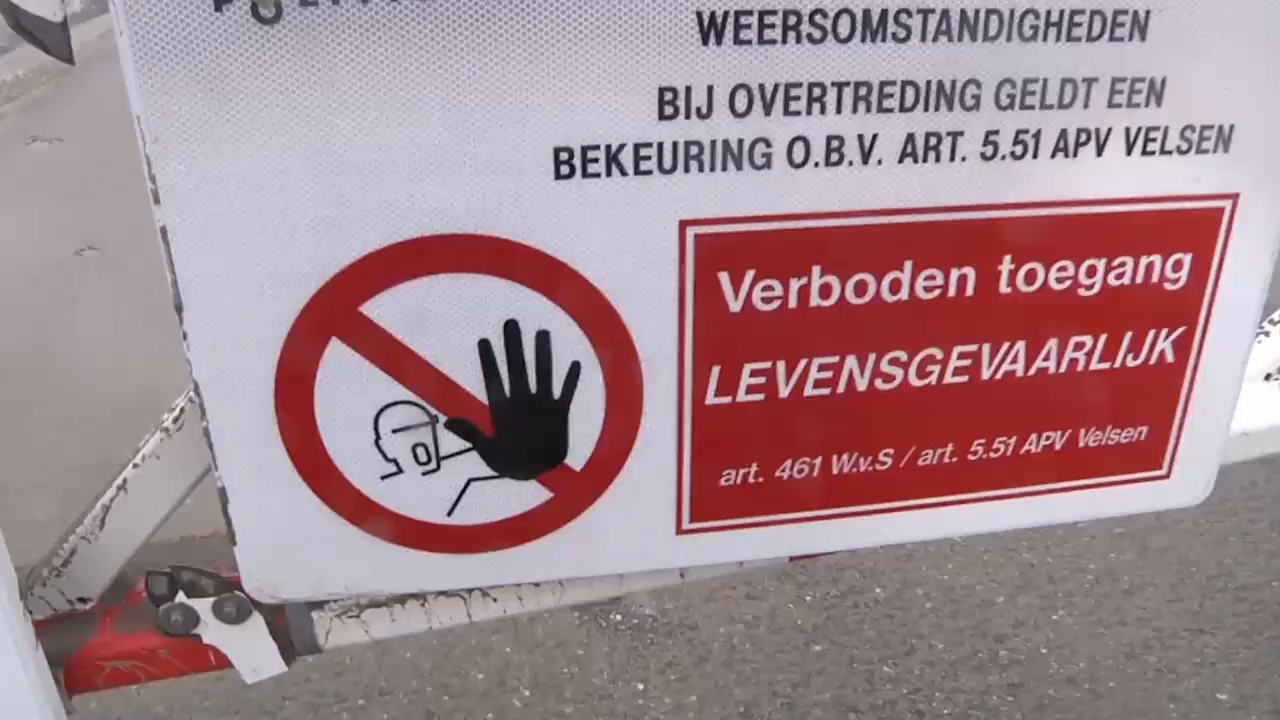 WEERSOMSTANDIGHEDEN
BIJ OVERTREDING GELDT EEN
BEKEURING O.B.V. ART. 5.51 APV VELSEN
Verboden toegang
LEVENSGEVAARLIJK
art. 461 W.v.S / art. 5.51 APV Velsen